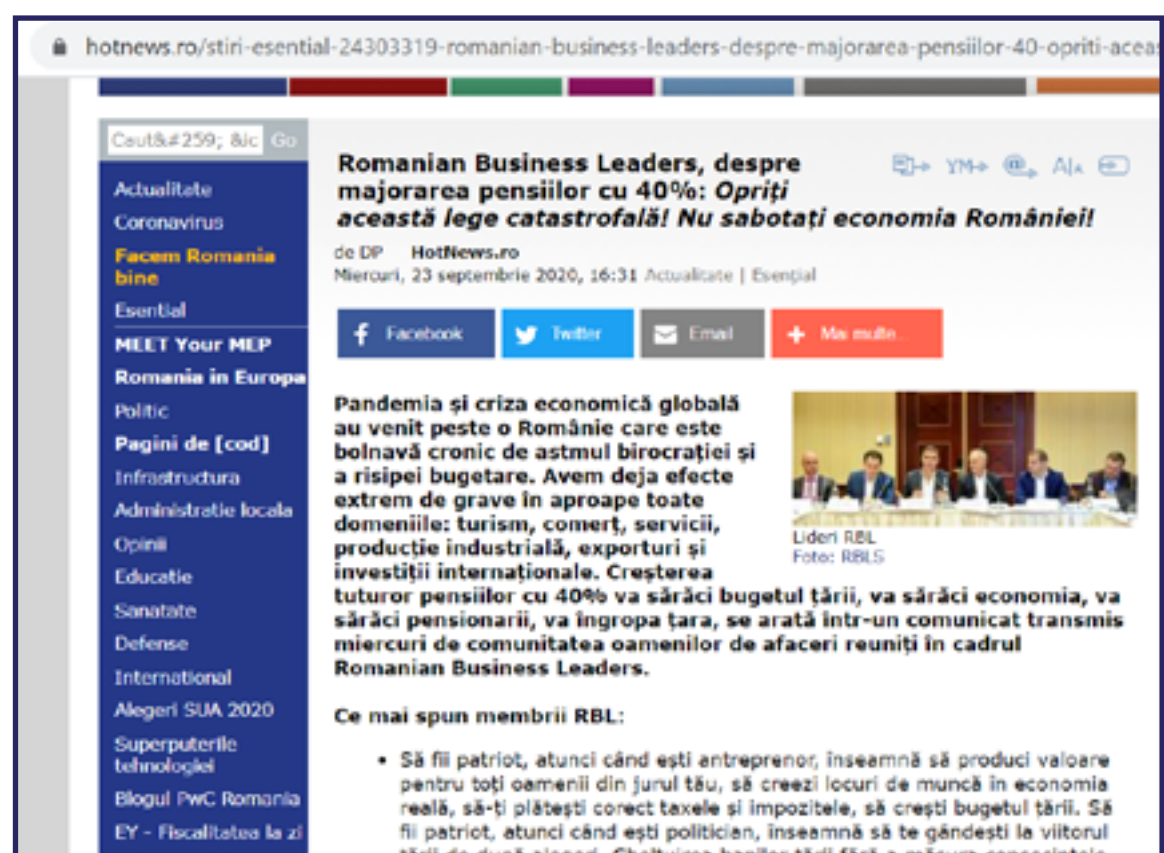 hotnews.ro/stiri-esential-24303319-romanian-business-leaders-despre-majorarea-pensiilor-40-opriti-aceas
Caut&#259; &ic Go
Actualitate
Coronavirus
Facem Romania
bine
Esential
MEET Your MEP
Romania in Europa
Politic
Pagini de [cod]
Infrastructura
Administratie locala
Opinii
Educatie
Sanatate
Defense
International
Alegeri SUA 2020
Superputerile
tehnologiei
Blogul PwC Romania
EY - Fiscalitatea la zi
Romanian Business Leaders, despre
majorarea pensiilor cu 40%: Opriți
această lege catastrofală! Nu sabotați economia României!
YM
A|A
de DP HotNews.ro
Miercuri, 23 septembrie 2020, 16:31 Actualitate | Esenţial
Facebook
Twitter
Email
Mai multe...
Pandemia și criza economică globală
au venit peste o Românie care este
bolnavă cronic de astmul birocrației și
a risipei bugetare. Avem deja efecte
extrem de grave în aproape toate
domeniile: turism, comerț, servicii,
producție industrială, exporturi și
investiții internaționale. Creșterea
tuturor pensiilor cu 40% va sărăci bugetul țării, va sărăci economia, va
sărăci pensionarii, va îngropa țara, se arată într-un comunicat transmis
miercuri de comunitatea oamenilor de afaceri reuniți în cadrul
Romanian Business Leaders.
Lideri RBL
Foto: RBLS
Ce mai spun membrii RBL:
• Să fii patriot, atunci când ești antreprenor, înseamnă să produci valoare
pentru toți oamenii din jurul tău, să creezi locuri de muncă în economia
reală, să-ți plătești corect taxele și impozitele, să crești bugetul țării. Să
fii patriot, atunci când ești politician, înseamnă să te gândești la viitorul